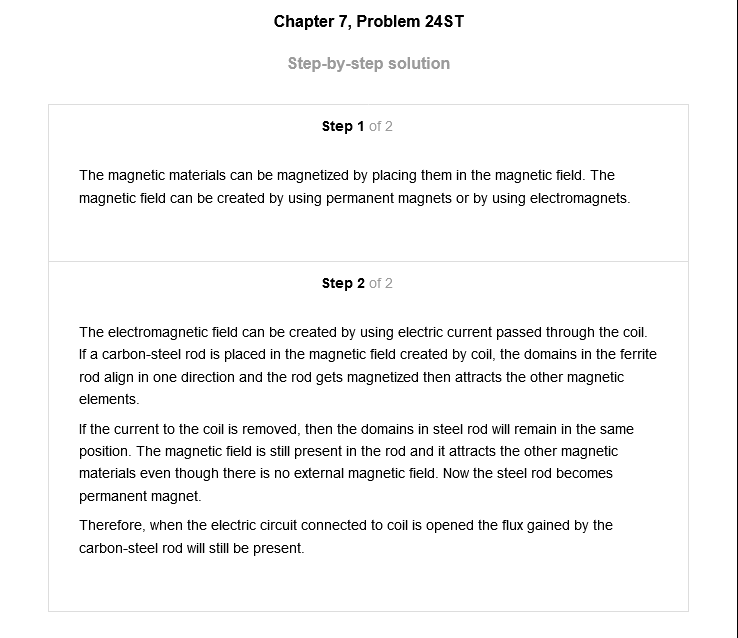 Chapter 7, Problem 24ST
Step-by-step solution
Step 1 of 2
The magnetic materials can be magnetized by placing them in the magnetic field. The
magnetic field can be created by using permanent magnets or by using electromagnets.
Step 2 of 2
The electromagnetic field can be created by using electric current passed through the coil.
If a carbon-steel rod is placed in the magnetic field created by coil, the domains in the ferrite
rod align in one direction and the rod gets magnetized then attracts the other magnetic
elements.
If the current to the coil is removed, then the domains in steel rod will remain in the same
position. The magnetic field is still present in the rod and it attracts the other magnetic
materials even though there is no external magnetic field. Now the steel rod becomes
permanent magnet.
Therefore, when the electric circuit connected to coil is opened the flux gained by the
carbon-steel rod will still be present.